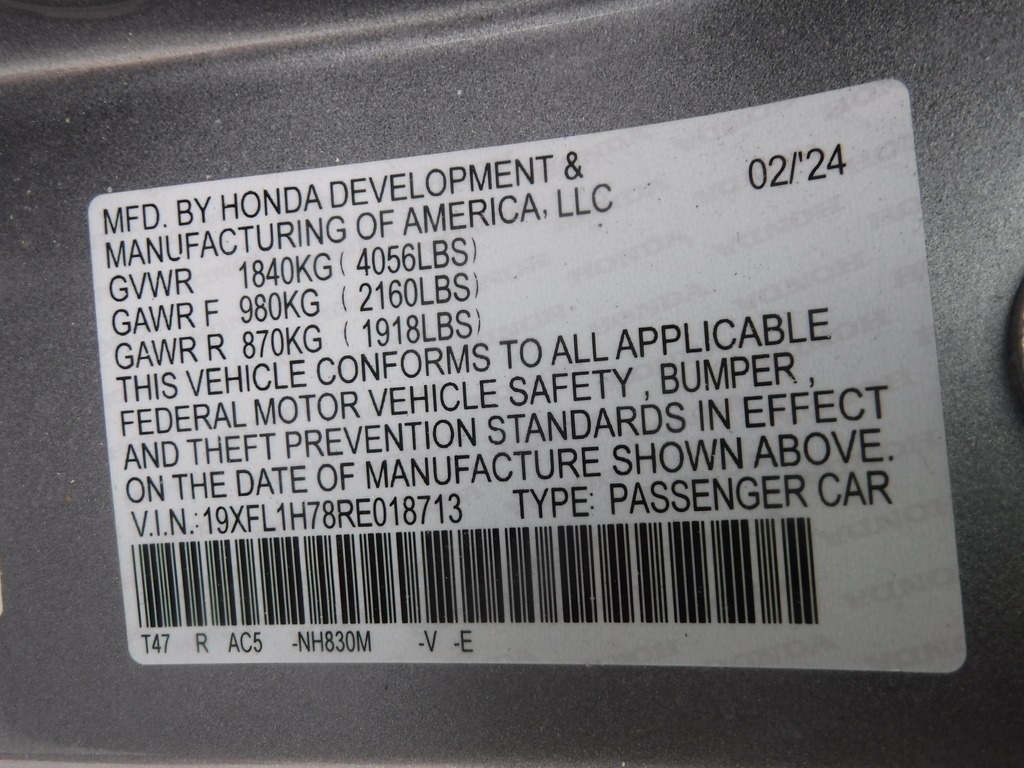 MFD. BY HONDA DEVELOPMENT & 02/'24
MANUFACTURING OF AMERICA, LLC
GVWR 1840KG ( 4056LBS)
GAWR F 980KG ( 2160LBS)
GAWR R 870KG ( 1918LBS)
THIS VEHICLE CONFORMS TO ALL APPLICABLE
FEDERAL MOTOR VEHICLE SAFETY , BUMPER ,
AND THEFT PREVENTION STANDARDS IN EFFECT
ON THE DATE OF MANUFACTURE SHOWN ABOVE.
V.I.N.:19XFL1H78RE018713 TYPE: PASSENGER CAR
T47 R AC5 -NH830M -V -E